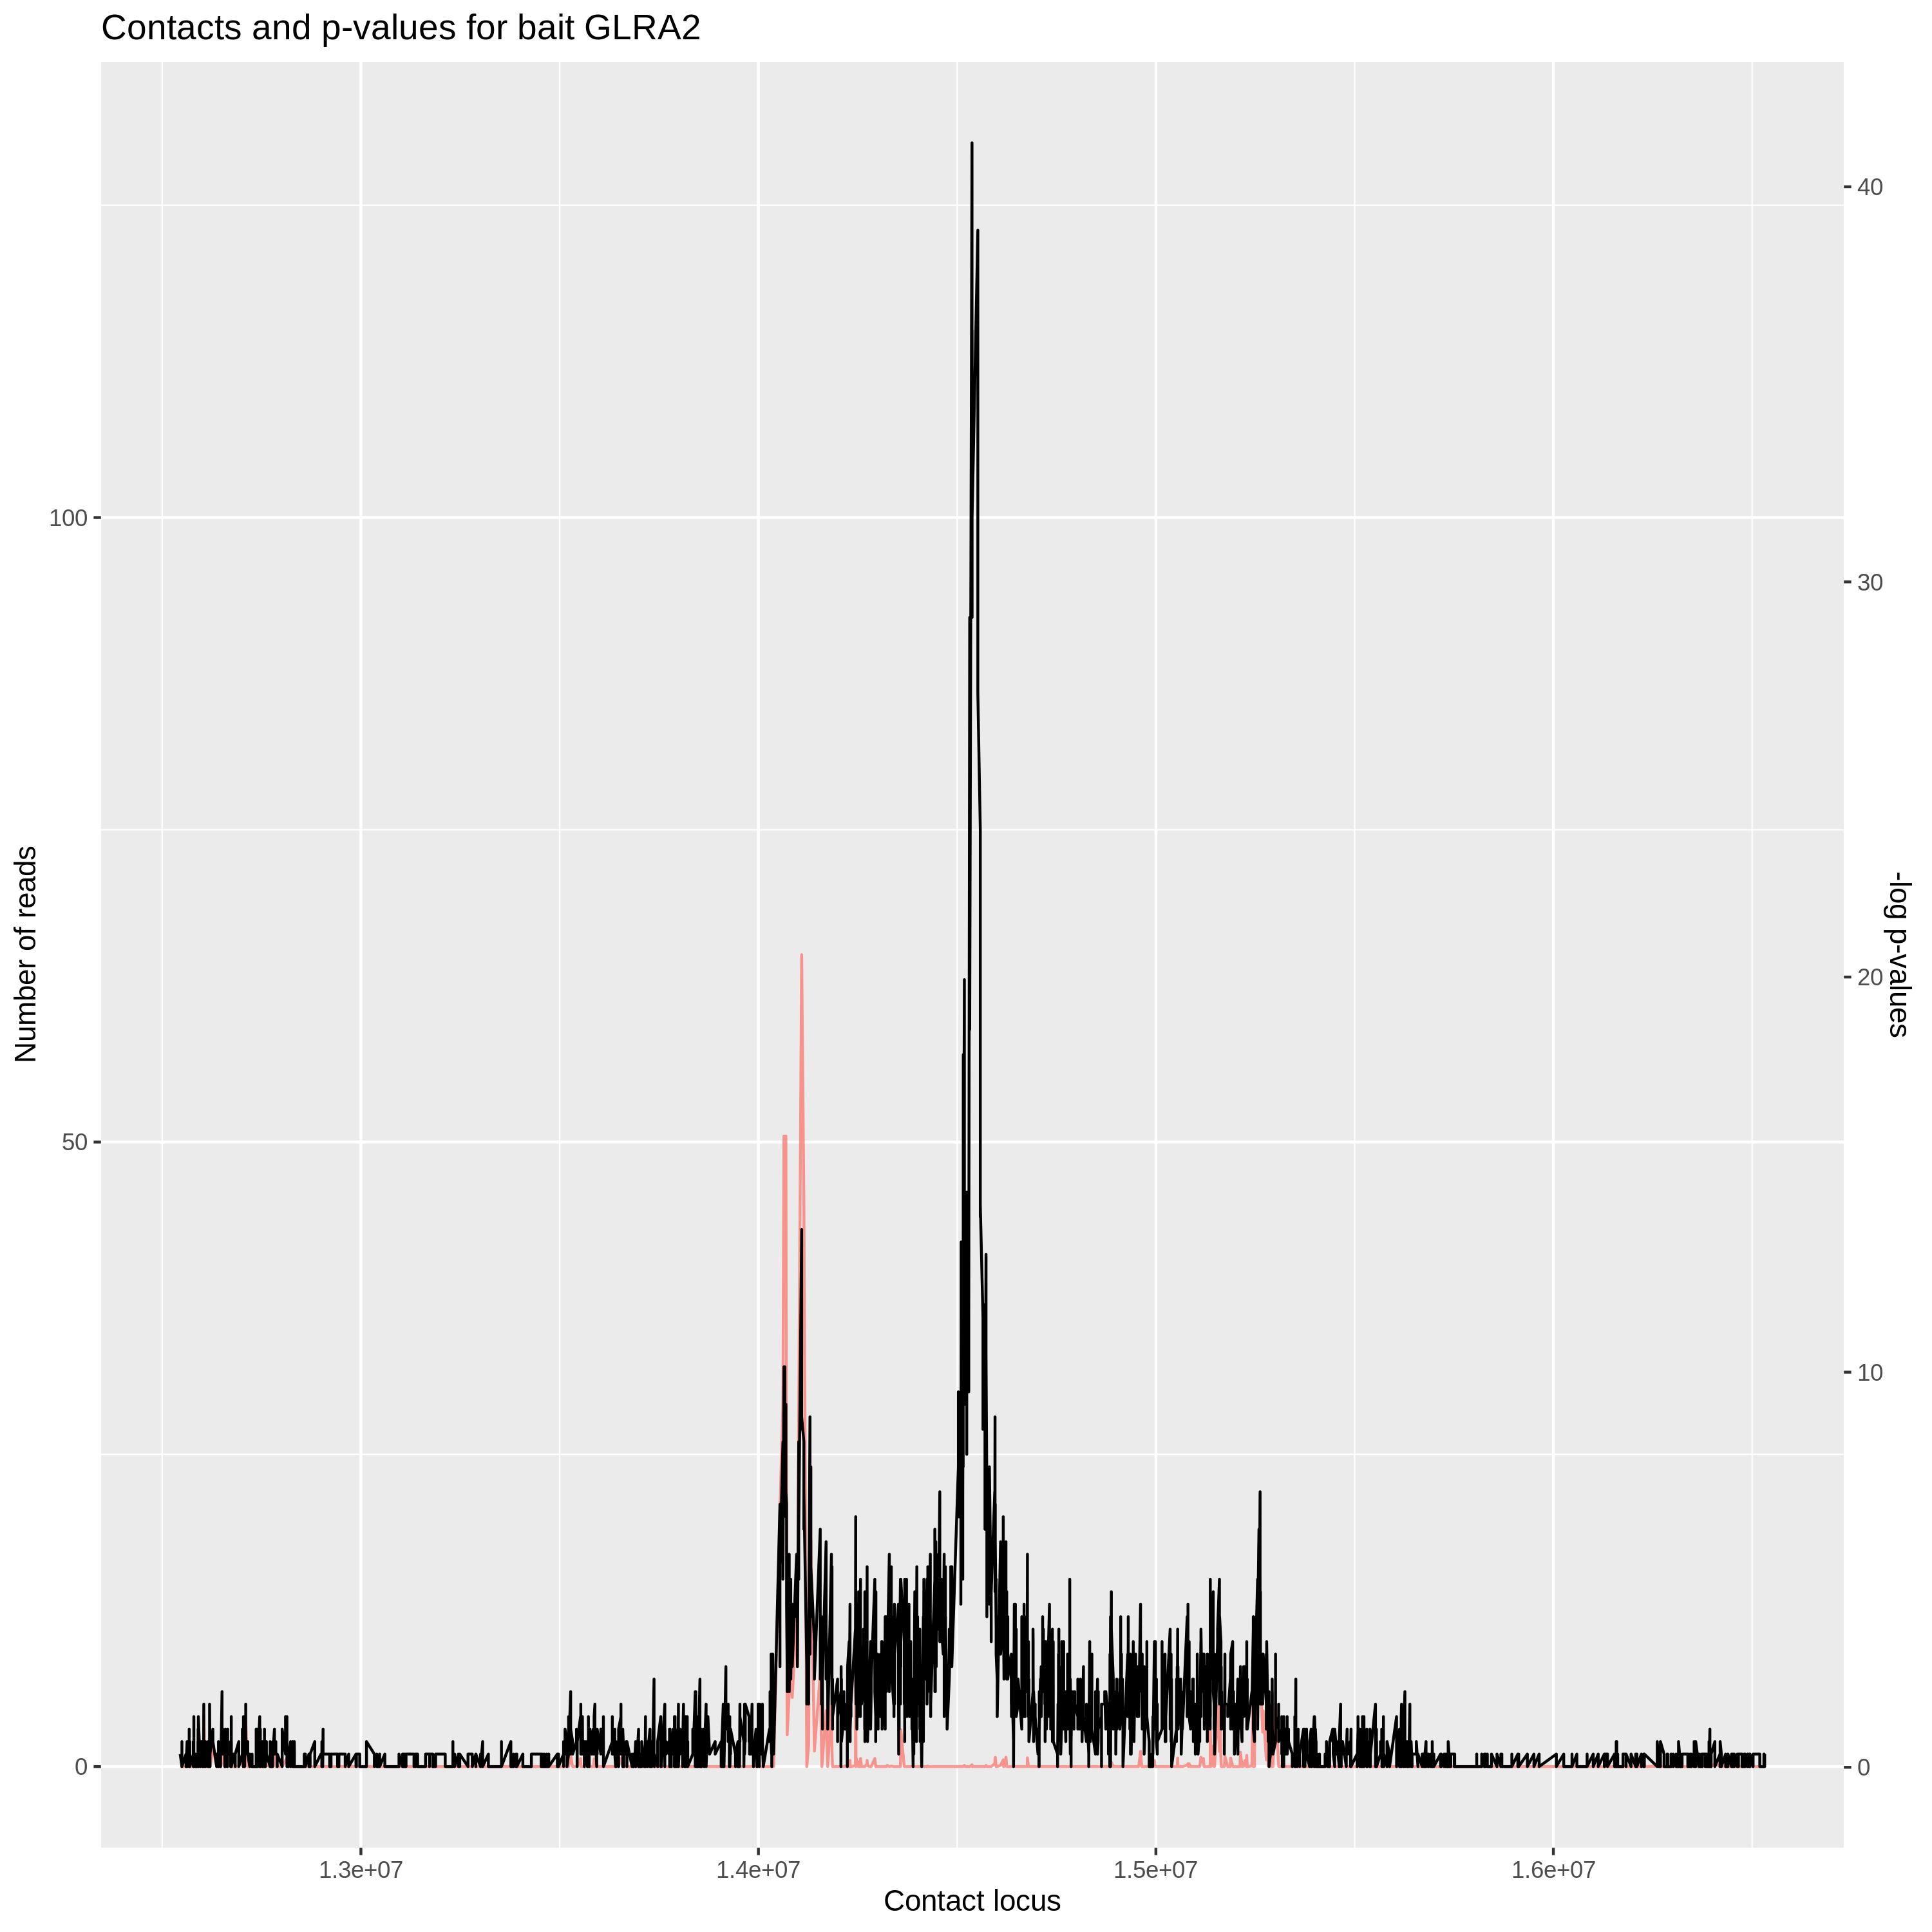 Contacts and p-values for bait GLRA2
Number of reads
100
50
0
40
30
20
10
0
-log p-values
1.3e+07
1.4e+07
1.5e+07
1.6e+07
Contact locus